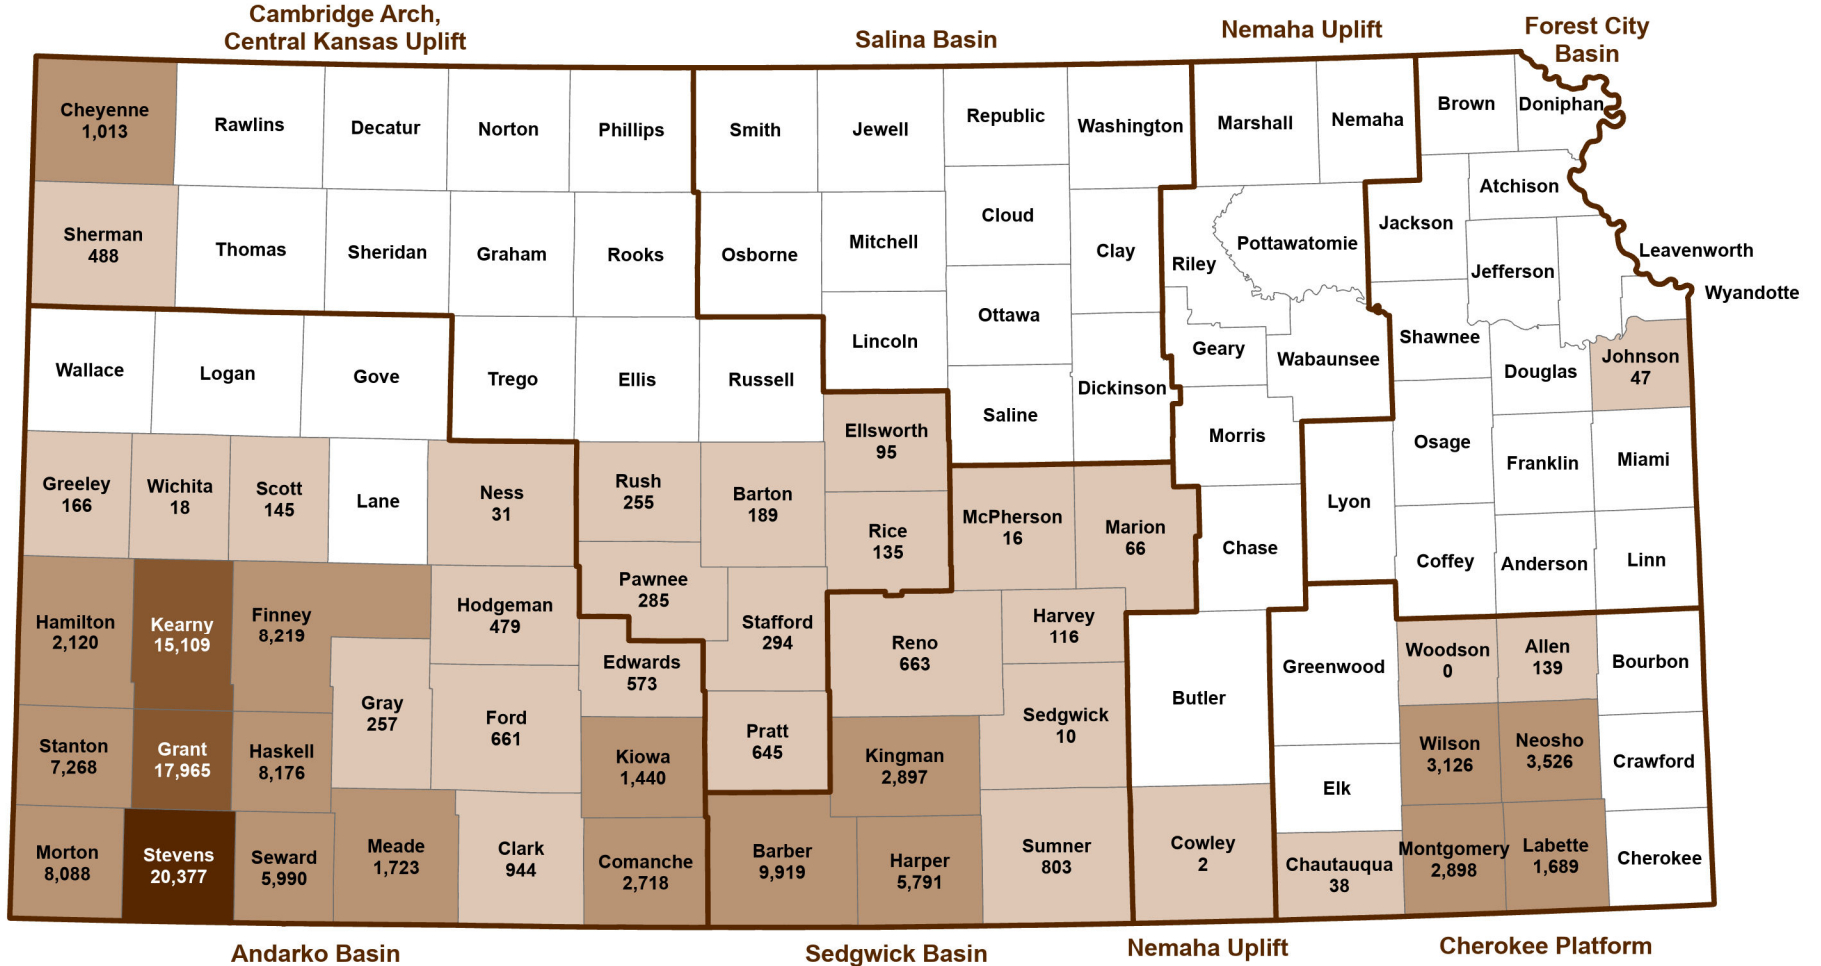 Cambridge Arch,
Central Kansas Uplift
Salina Basin
Nemaha Uplift
Forest City
Basin
Cheyenne
1,013
Rawlins
Decatur
Norton
Phillips
Smith
Jewell
Republic
Washington
Marshall
Nemaha
Brown
Doniphan
Atchison
Sherman
488
Thomas
Sheridan
Graham
Rooks
Osborne
Mitchell
Cloud
Clay
Riley
Pottawatomie
Jackson
Jefferson
Leavenworth
Wyandotte
Wallace
Logan
Gove
Trego
Ellis
Russell
Lincoln
Ottawa
Saline
Dickinson
Geary
Wabaunsee
Shawnee
Douglas
Johnson
47
Greeley
166
Wichita
18
Scott
145
Lane
Ness
31
Rush
255
Barton
189
Ellsworth
95
Rice
135
McPherson
16
Marion
66
Morris
Chase
Lyon
Osage
Franklin
Miami
Coffey
Anderson
Linn
Hamilton
2,120
Kearny
15,109
Finney
8,219
Hodgeman
479
Pawnee
285
Stafford
294
Edwards
573
Reno
663
Harvey
116
Butler
Greenwood
Woodson
0
Allen
139
Bourbon
Stanton
7,268
Grant
17,965
Haskell
8,176
Gray
257
Ford
661
Kiowa
1,440
Pratt
645
Kingman
2,897
Sedgwick
10
Elk
Wilson
3,126
Neosho
3,526
Crawford
Morton
8,088
Stevens
20,377
Seward
5,990
Meade
1,723
Clark
944
Comanche
2,718
Barber
9,919
Harper
5,791
Sumner
803
Cowley
2
Chautauqua
38
Montgomery
2,898
Labette
1,689
Cherokee
Andarko Basin
Sedgwick Basin
Nemaha Uplift
Cherokee Platform